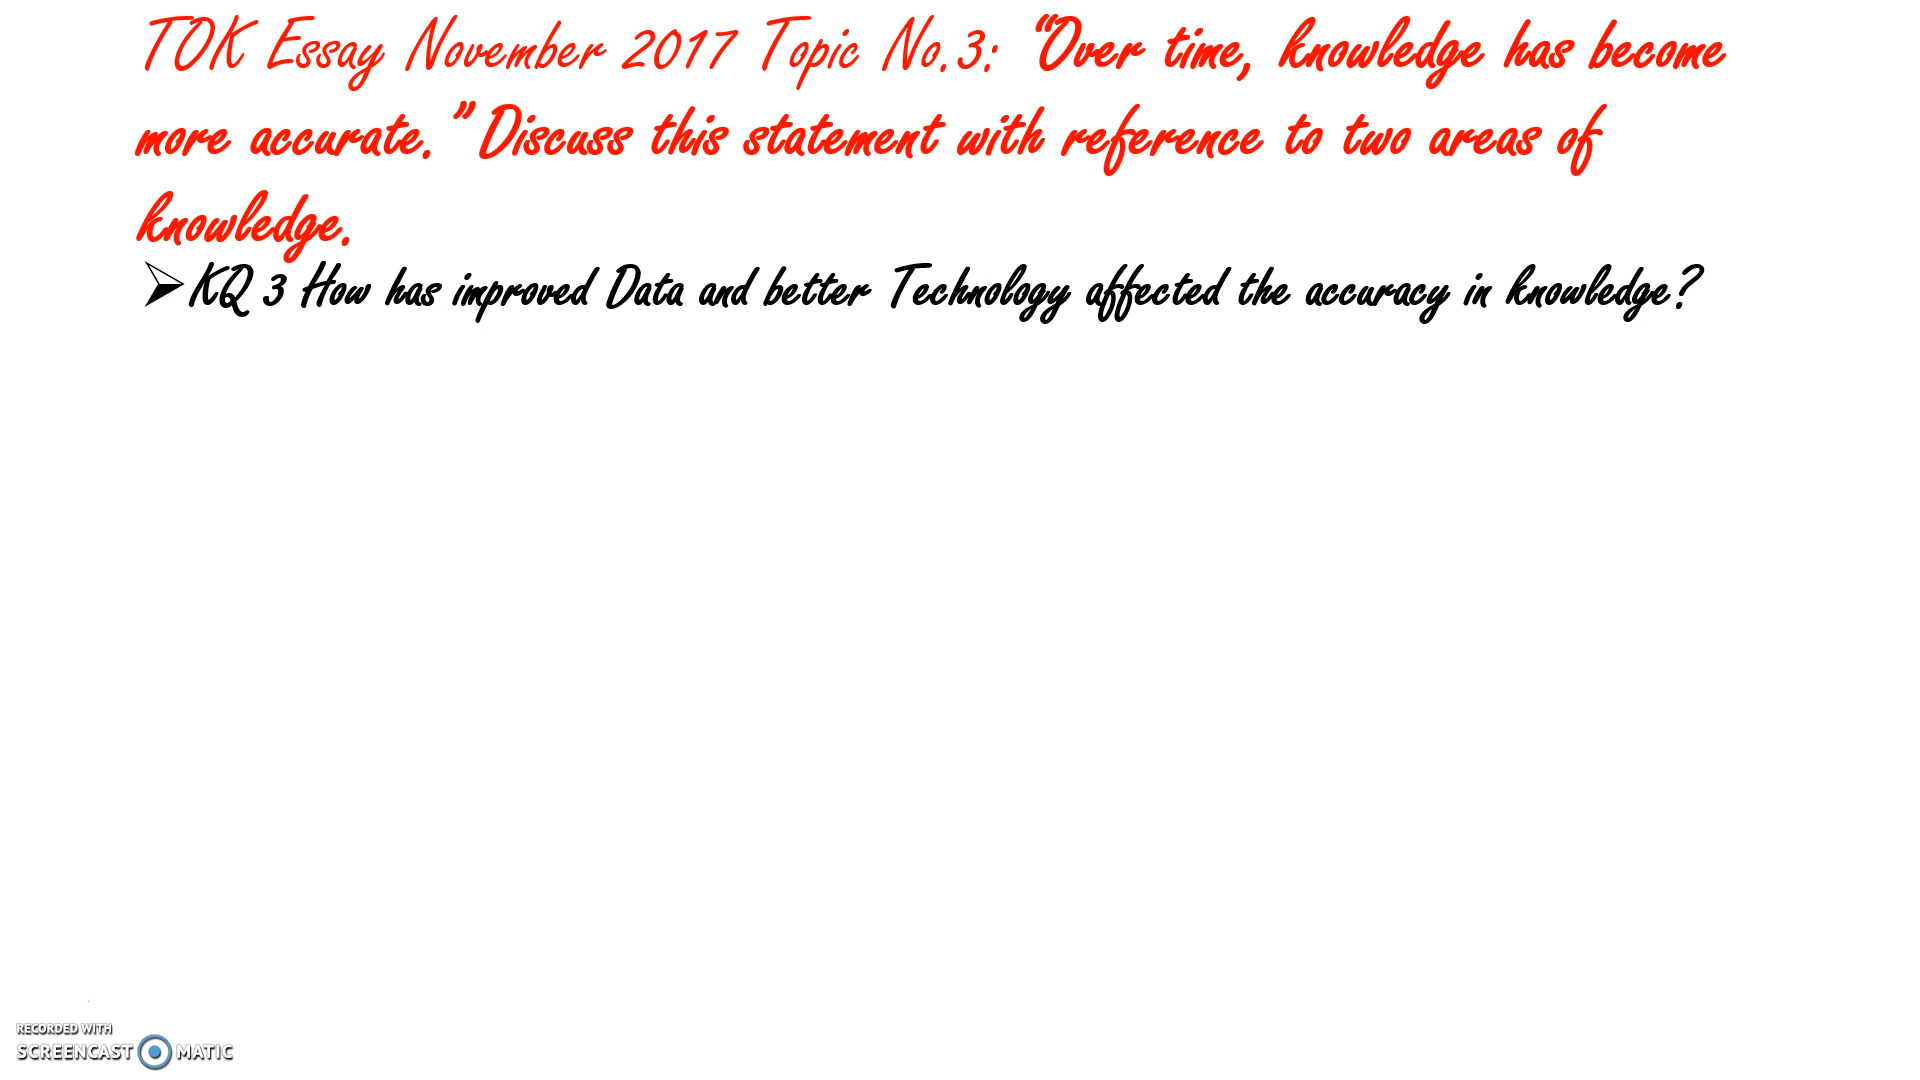 TOK Essay November 2017 Topic No.3: “Over time, knowledge has become
more accurate.” Discuss this statement with reference to two areas of
knowledge.
➢KQ 3 How has improved Data and better Technology affected the accuracy in knowledge?
RECORDED WITH
SCREENCAST MATIC